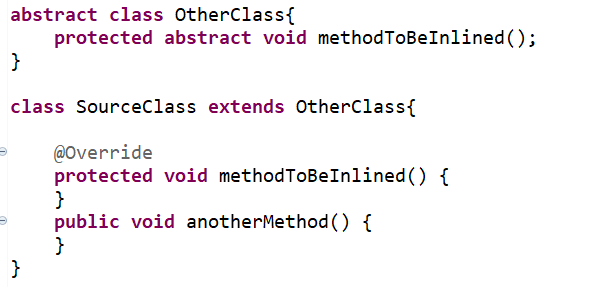 abstract class OtherClass{
    protected abstract void methodToBeInlined();
}

class SourceClass extends OtherClass{

    @Override
    protected void methodToBeInlined() {
    }
    public void anotherMethod() {
    }
}